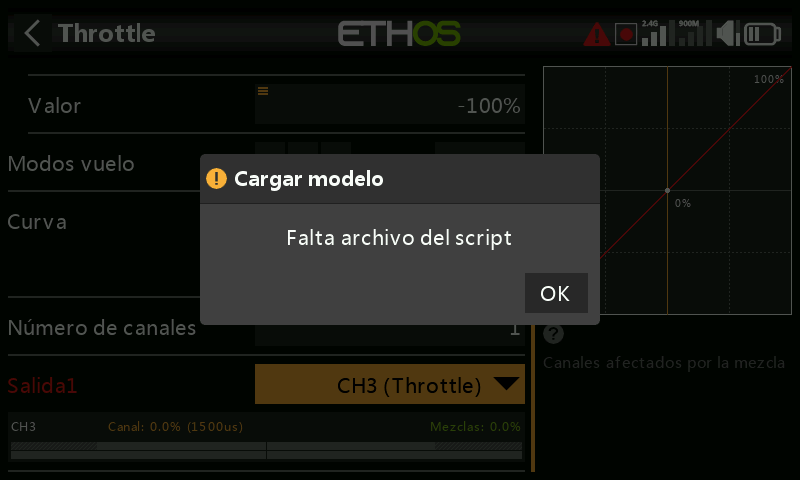 Throttle
ETHOS
2.4G
900M
Valor
-100%
Modos vuelo
Curva
100%
0%
Cargar modelo
Falta archivo del script
OK
Número de canales
1
Canales afectados por la mezcla
Salida1
CH3 (Throttle)
CH3
Canal: 0.0% (1500us)
Mezclas: 0.0%